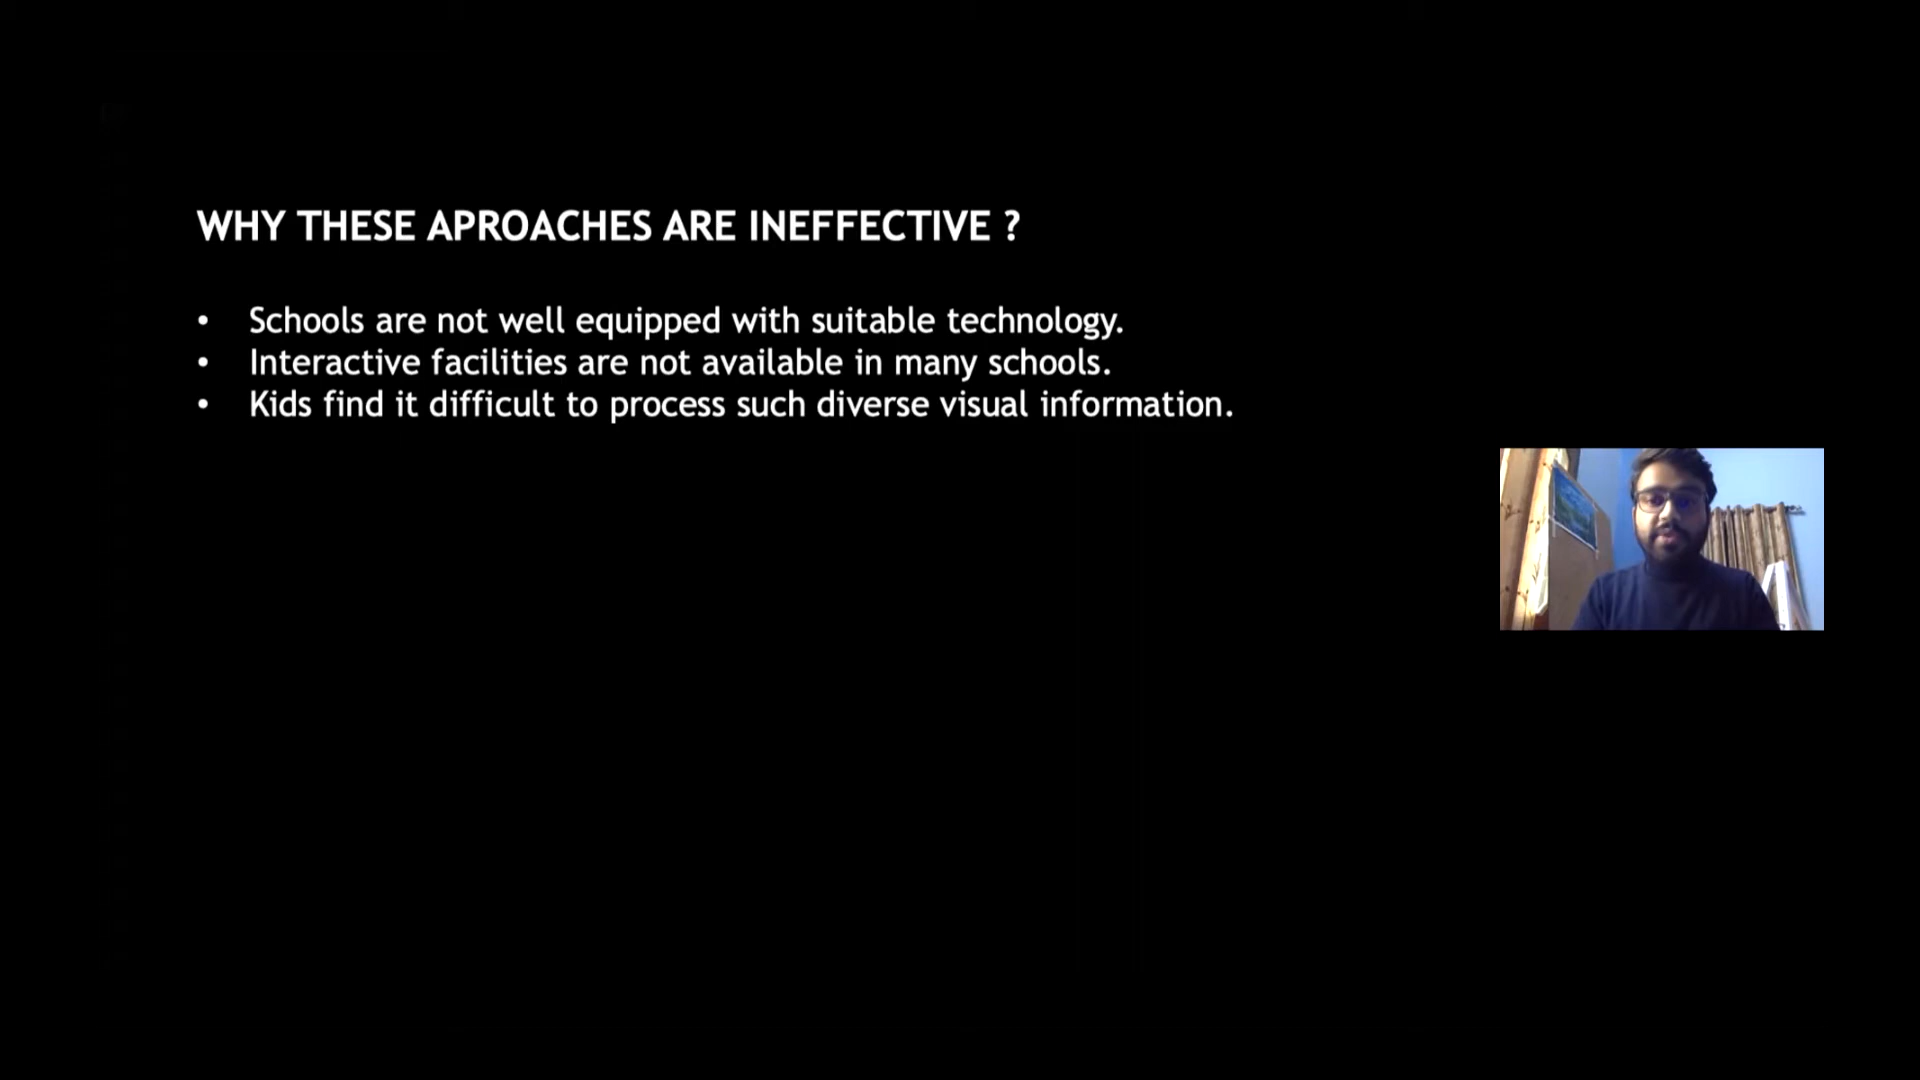 WHY THESE APROACHES ARE INEFFECTIVE ?
• Schools are not well equipped with suitable technology.
• Interactive facilities are not available in many schools.
• Kids find it difficult to process such diverse visual information.